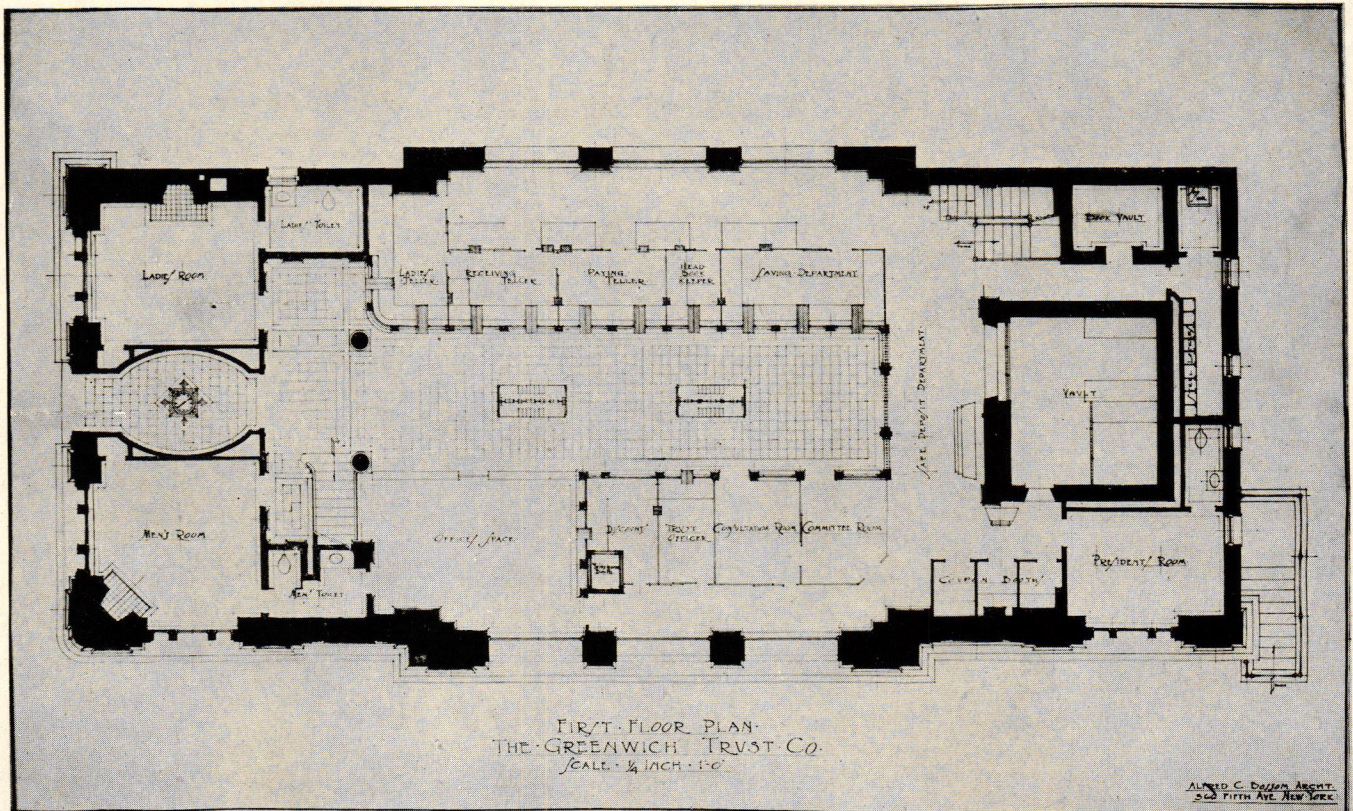 LADIES' TOILET
BOOK VAULT
LADIES' ROOM
LADIES' TELLER
RECEIVING TELLER
PAYING TELLER
HEAD BOOK KEEPER
SAVING DEPARTMENT
SAFE DEPOSIT DEPARTMENT
VAULT
MEN'S ROOM
OFFICES' SPACE
DISCOUNT
TRUST OFFICER
CONSULTATION ROOM
COMMITTEE ROOM
MEN'S TOILET
COUPON BOOTHS
PRESIDENT'S ROOM
FIRST · FLOOR PLAN ·
THE · GREENWICH TRUST · CO ·
SCALE · 1/4 INCH · 1'-0"
ALFRED C. BOSSOM ARCHT.
560 FIFTH AVE. NEW YORK